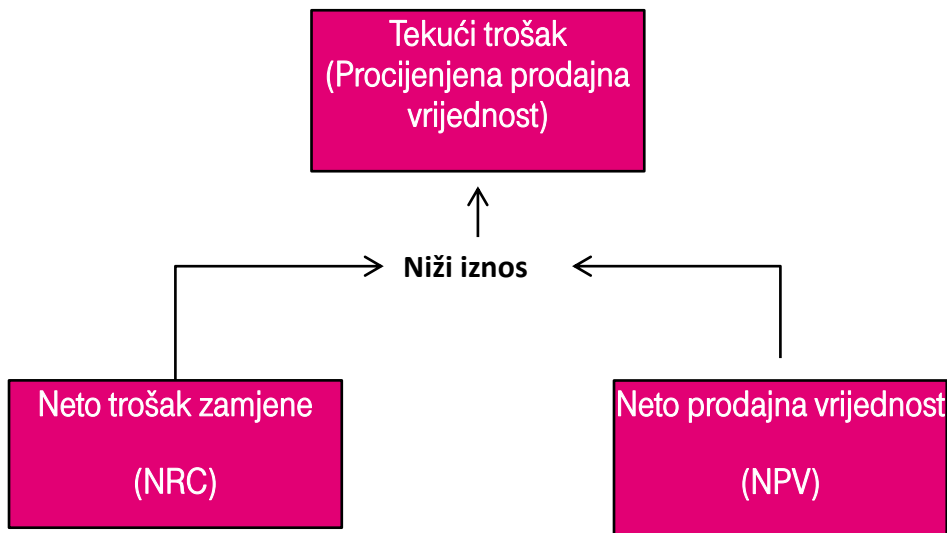 Tekući trošak
(Procijenjena prodajna
vrijednost)
Niži iznos
Neto trošak zamjene
(NRC)
Neto prodajna vrijednost
(NPV)